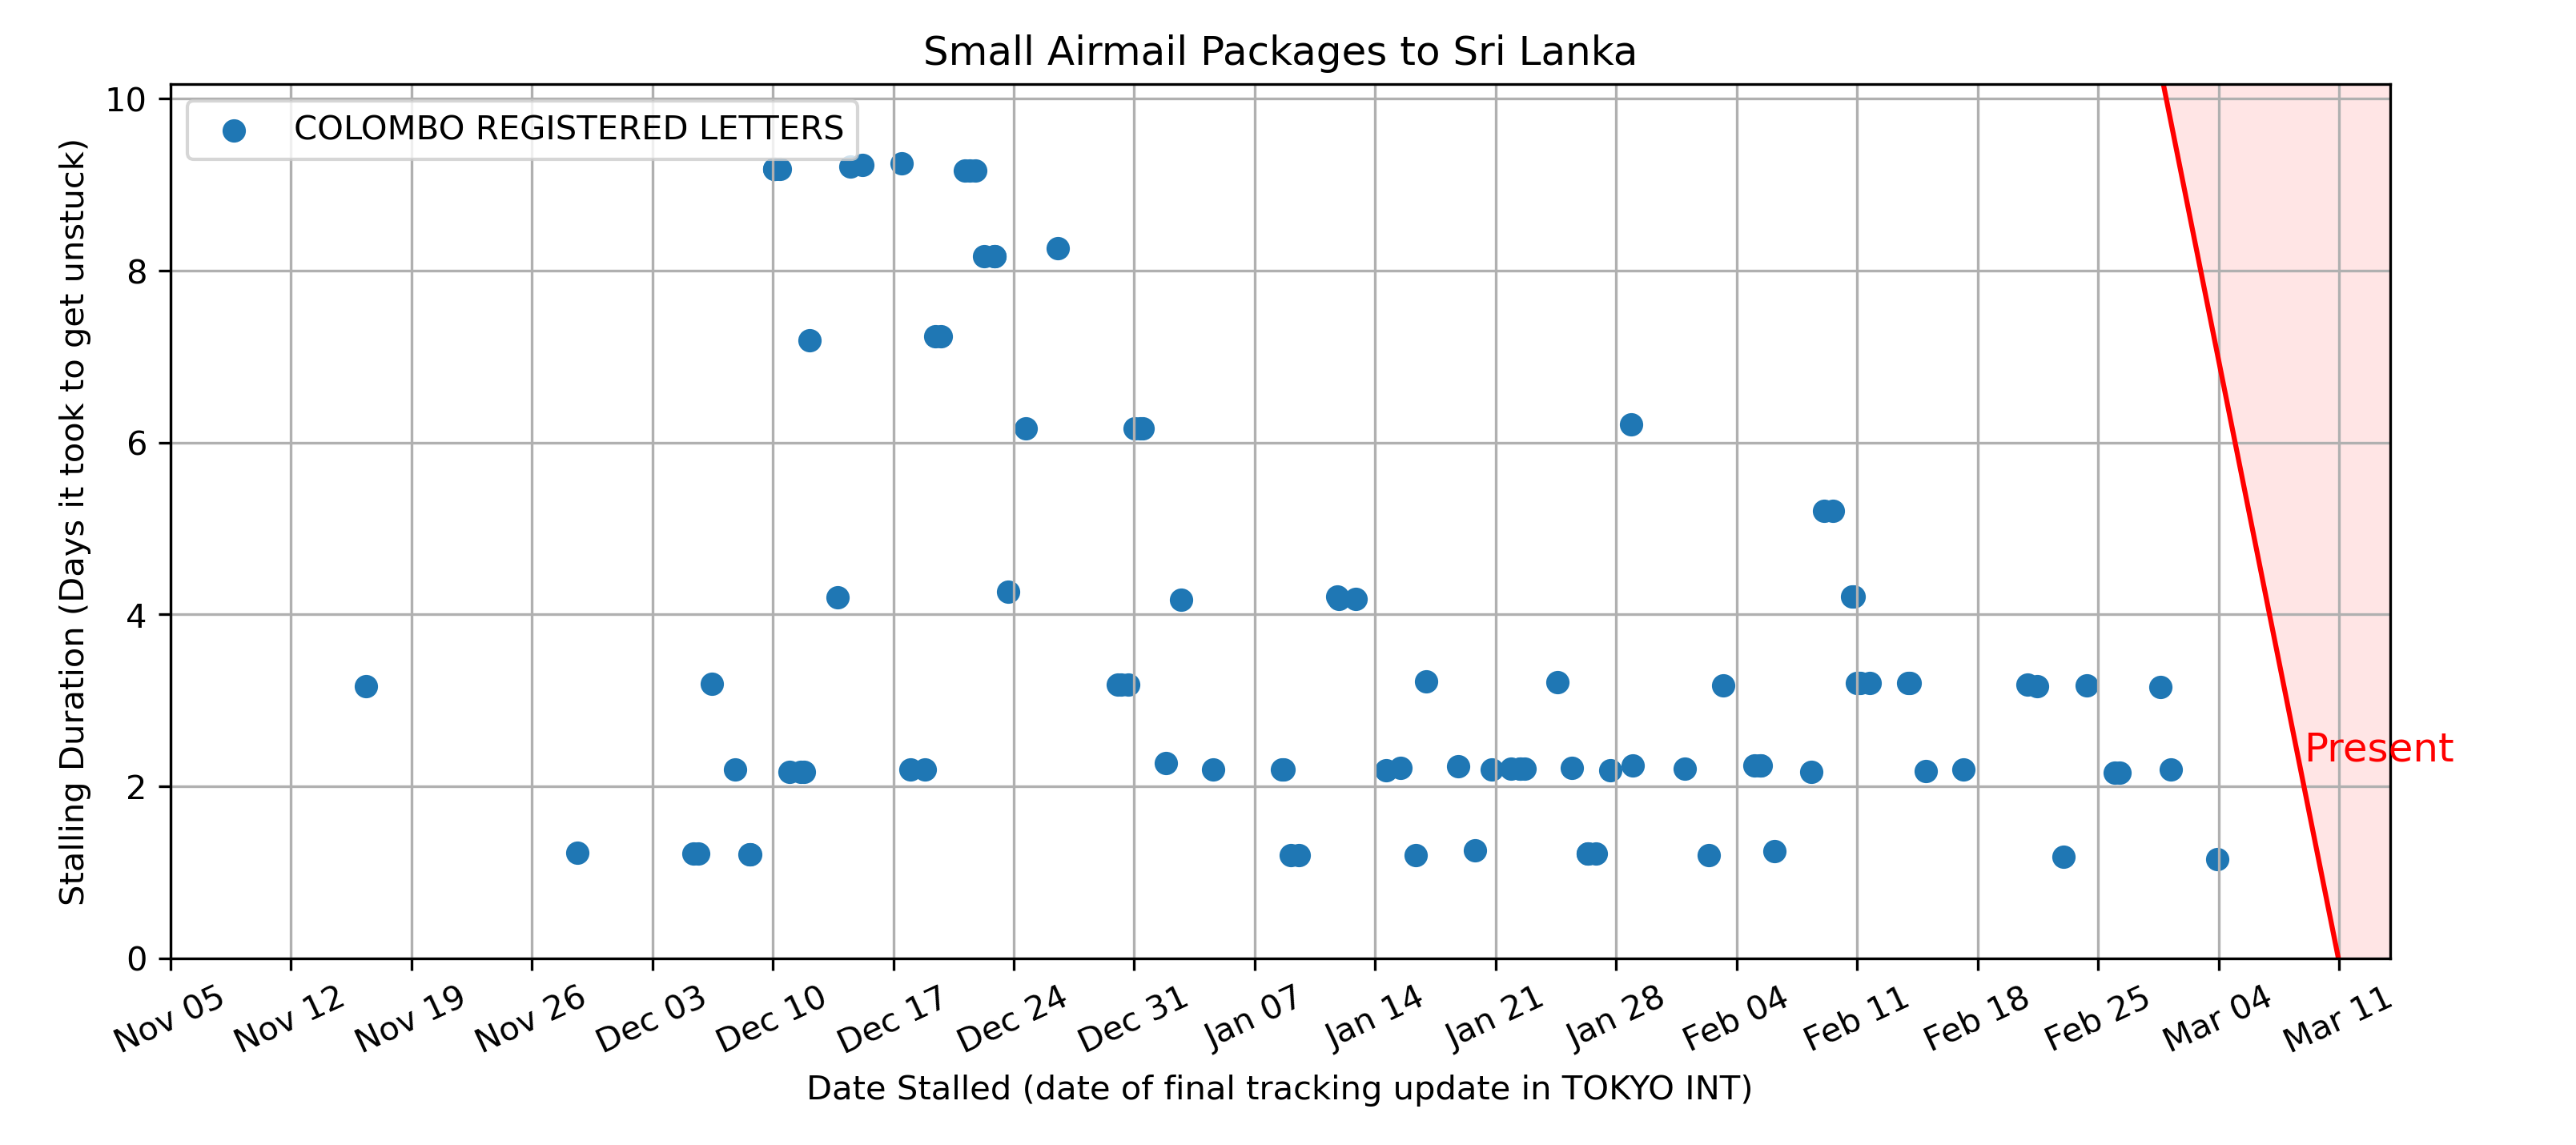 Small Airmail Packages to Sri Lanka
COLOMBO REGISTERED LETTERS
Stalling Duration (Days it took to get unstuck)
10
8
6
4
2
0
Present
Nov 05
Nov 12
Nov 19
Nov 26
Dec 03
Dec 10
Dec 17
Dec 24
Dec 31
Jan 07
Jan 14
Jan 21
Jan 28
Feb 04
Feb 11
Feb 18
Feb 25
Mar 04
Mar 11
Date Stalled (date of final tracking update in TOKYO INT)